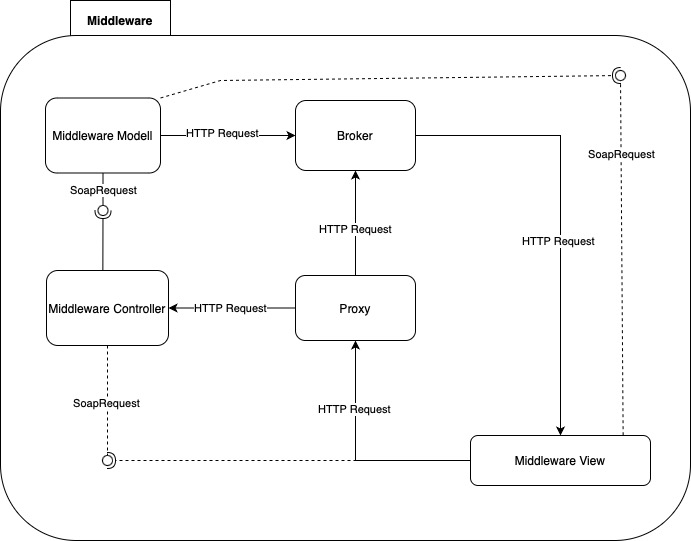 Middleware
Middleware Modell
HTTP Request
Broker
SoapRequest
SoapRequest
HTTP Request
HTTP Request
Middleware Controller
HTTP Request
Proxy
SoapRequest
HTTP Request
Middleware View